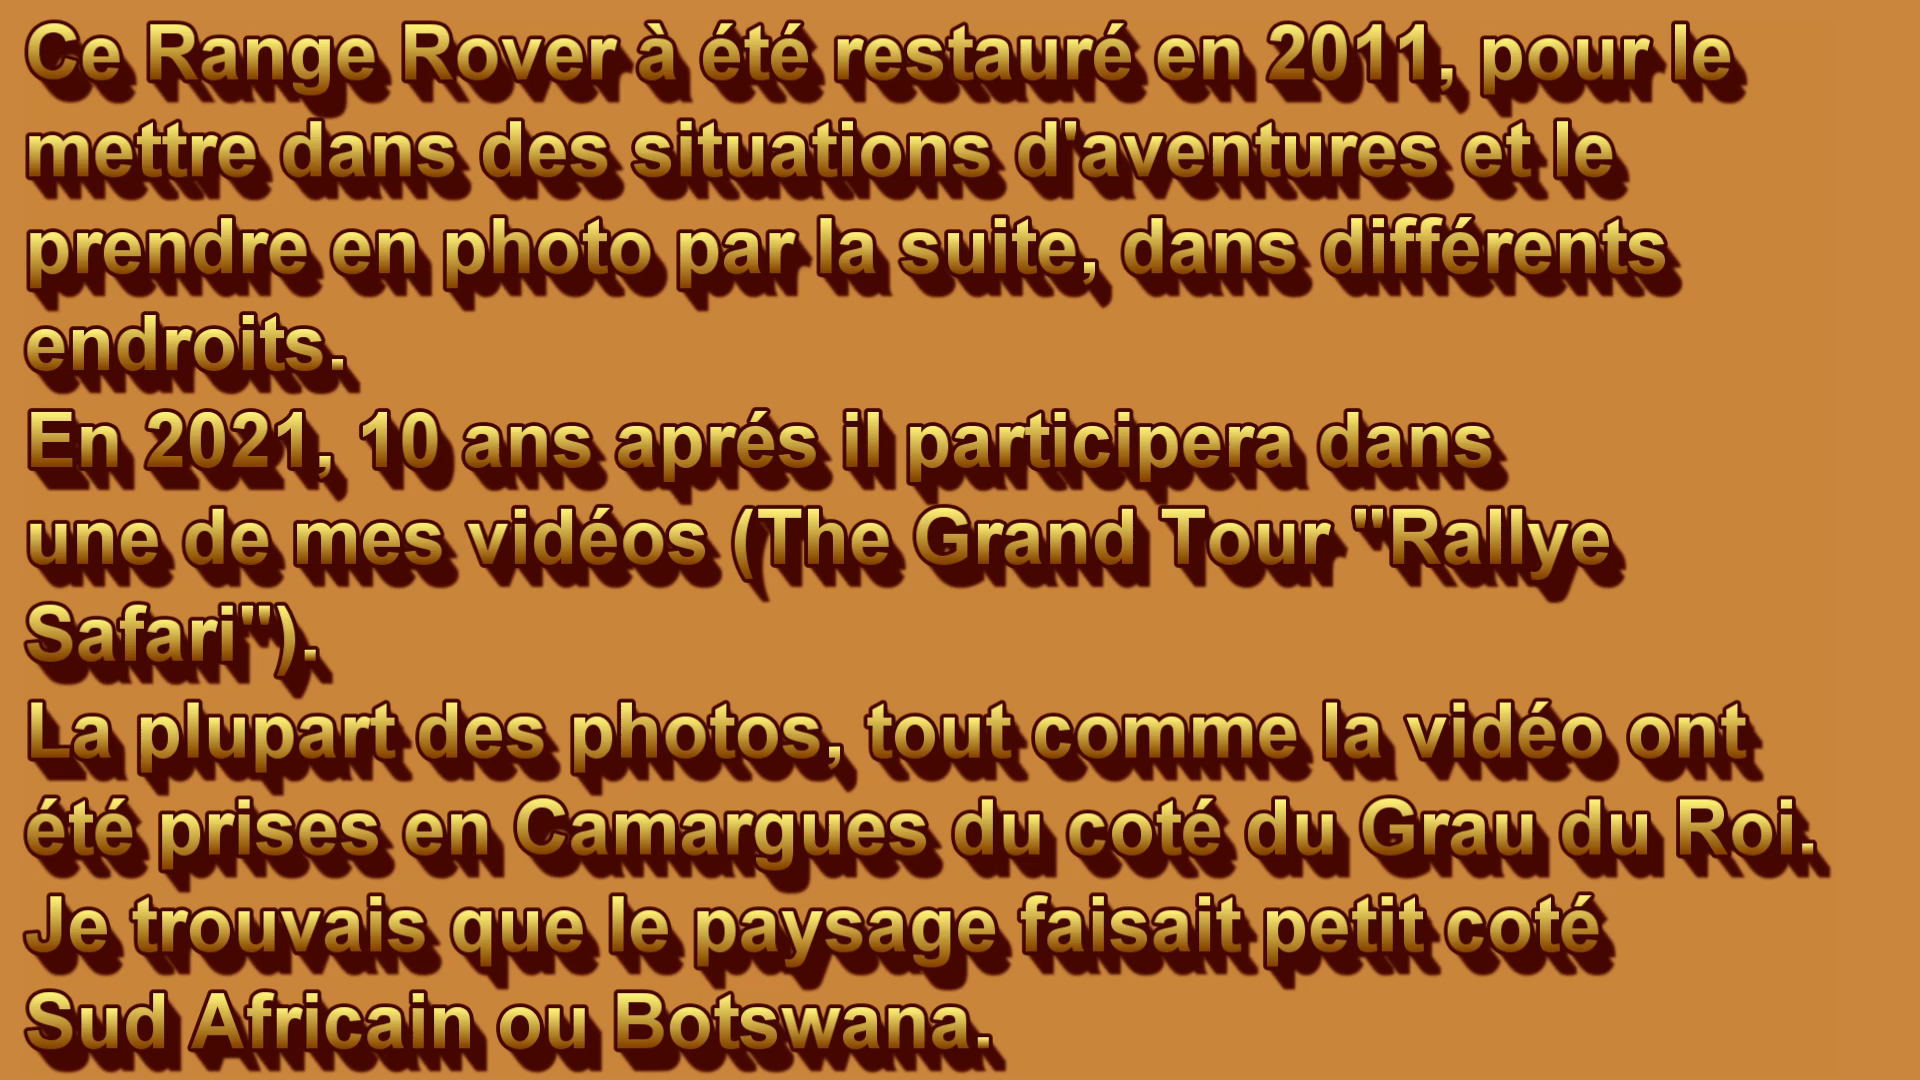 Ce Range Rover à été restauré en 2011, pour le
mettre dans des situations d'aventures et le
prendre en photo par la suite, dans différents
endroits.
En 2021, 10 ans aprés il participera dans
une de mes vidéos (The Grand Tour "Rallye
Safari").
La plupart des photos, tout comme la vidéo ont
été prises en Camargues du coté du Grau du Roi.
Je trouvais que le paysage faisait petit coté
Sud Africain ou Botswana.